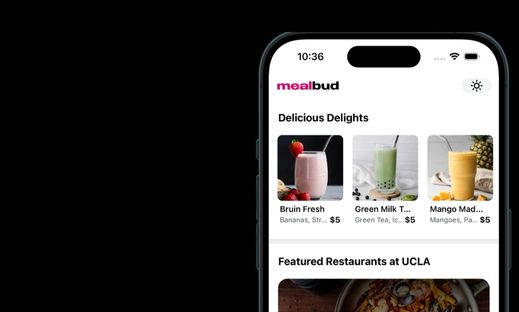 10:36
mealbud
Delicious Delights
Bruin Fresh
Bananas, Str... $5
Green Milk T...
Green Tea, Ic... $5
Mango Mad...
Mangoes, Pa... $5
Featured Restaurants at UCLA